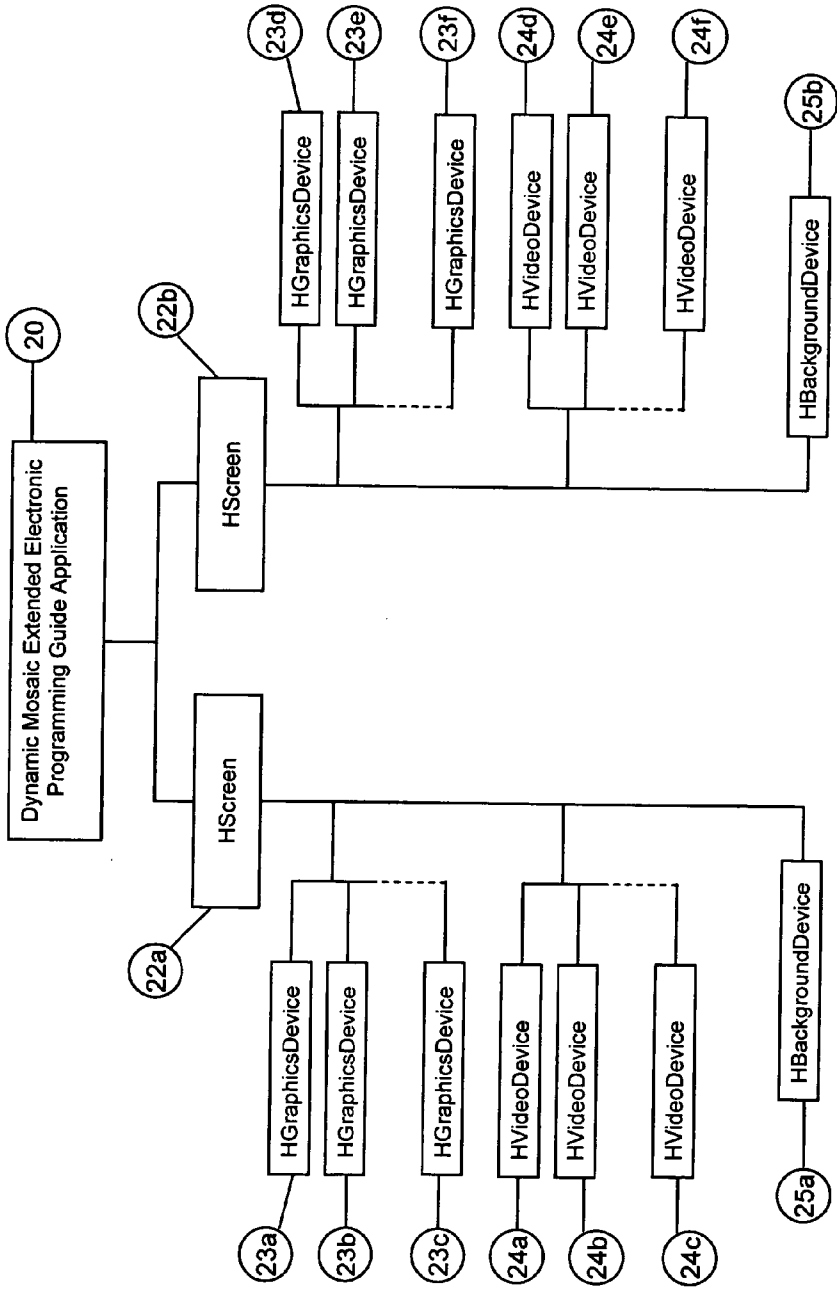 Dynamic Mosaic Extended Electronic
Programming Guide Application
20
HScreen
22a
HScreen
22b
HGraphicsDevice
23a
HGraphicsDevice
23b
HGraphicsDevice
23c
HVideoDevice
24a
HVideoDevice
24b
HVideoDevice
24c
HBackgroundDevice
25a
HGraphicsDevice
23d
HGraphicsDevice
23e
HGraphicsDevice
23f
HVideoDevice
24d
HVideoDevice
24e
HVideoDevice
24f
HBackgroundDevice
25b